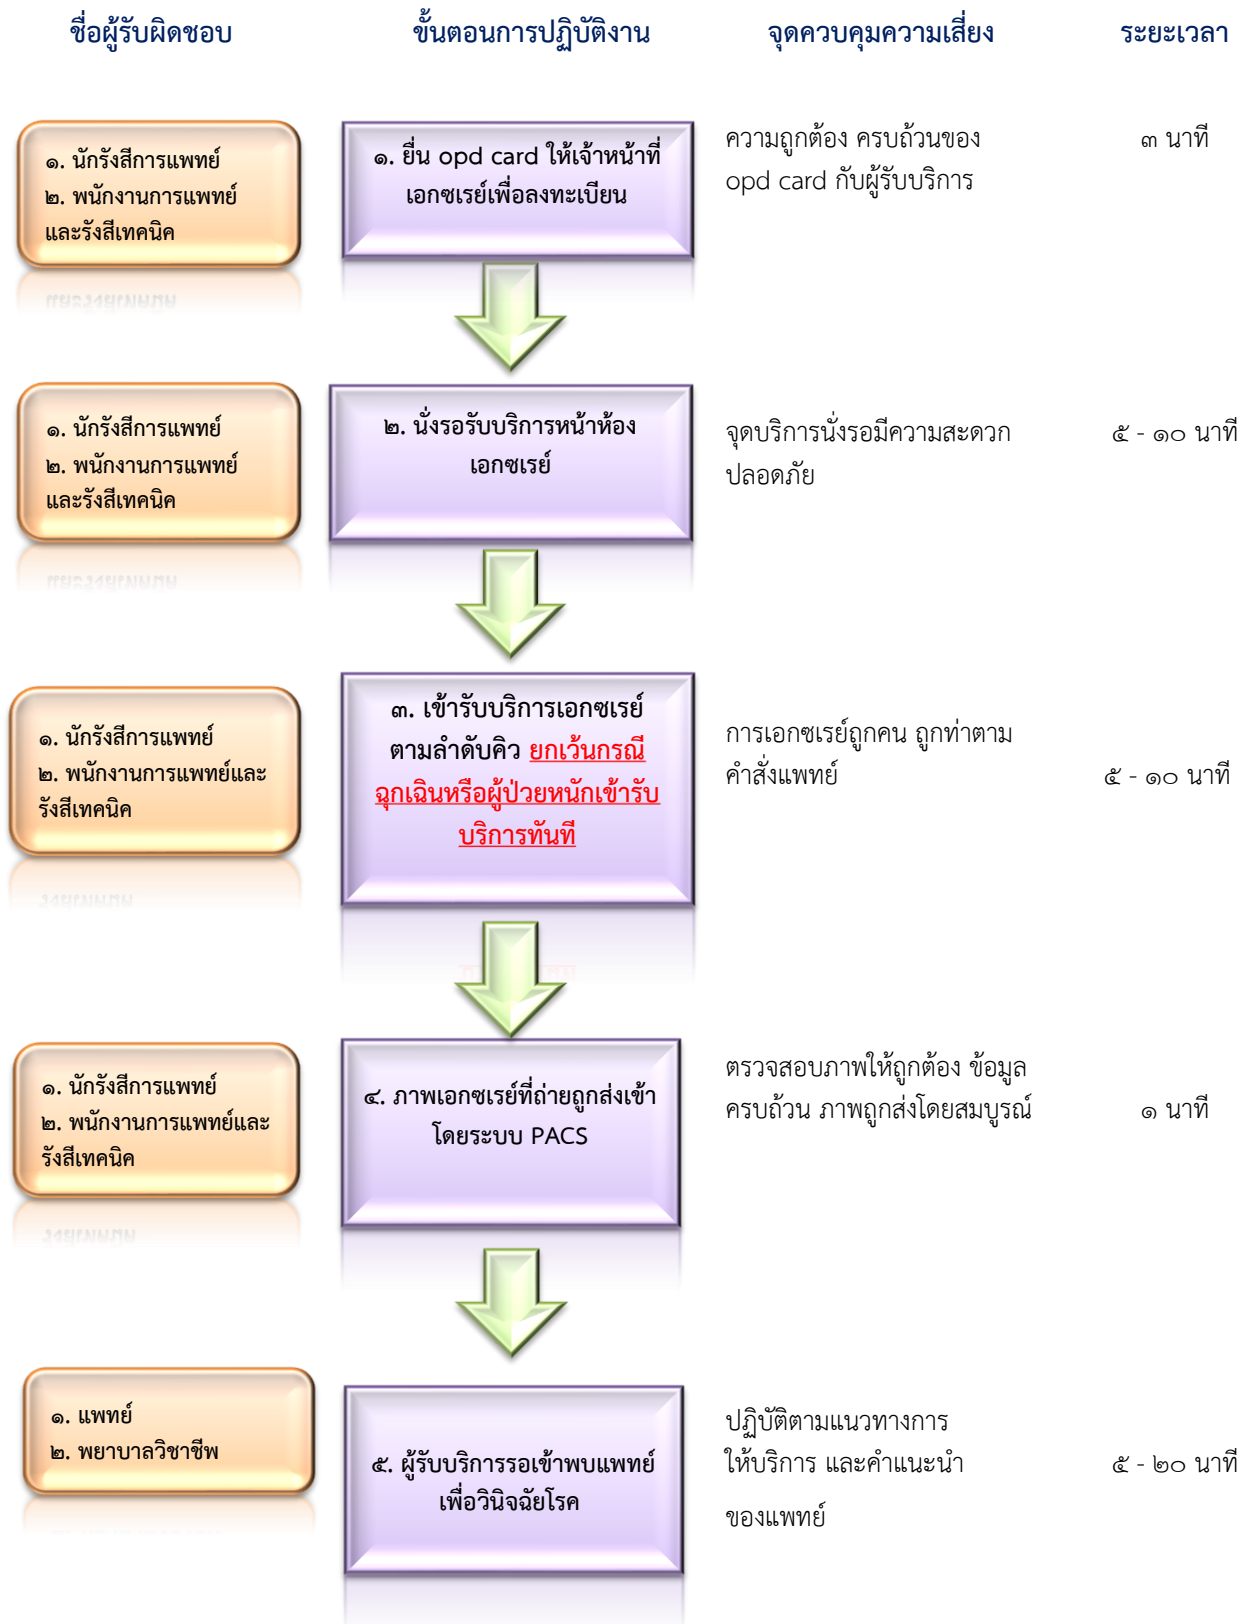 ชื่อผู้รับผิดชอบ
ขั้นตอนการปฏิบัติงาน
จุดควบคุมความเสี่ยง
ระยะเวลา
๑. นักรังสีการแพทย์
๒. พนักงานการแพทย์
และรังสีเทคนิค
๑. ยื่น opd card ให้เจ้าหน้าที่
เอกซเรย์เพื่อลงทะเบียน
ความถูกต้อง ครบถ้วนของ
opd card กับผู้รับบริการ
๓ นาที
๑. นักรังสีการแพทย์
๒. พนักงานการแพทย์
และรังสีเทคนิค
๒. นั่งรอรับบริการหน้าห้อง
เอกซเรย์
จุดบริการนั่งรอมีความสะดวก
ปลอดภัย
๕ - ๑๐ นาที
๑. นักรังสีการแพทย์
๒. พนักงานการแพทย์และ
รังสีเทคนิค
๓. เข้ารับบริการเอกซเรย์
ตามลำดับคิว ยกเว้นกรณี
ฉุกเฉินหรือผู้ป่วยหนักเข้ารับ
บริการทันที
การเอกซเรย์ถูกคน ถูกท่าตาม
คำสั่งแพทย์
๕ - ๑๐ นาที
๑. นักรังสีการแพทย์
๒. พนักงานการแพทย์และ
รังสีเทคนิค
๔. ภาพเอกซเรย์ที่ถ่ายถูกส่งเข้า
โดยระบบ PACS
ตรวจสอบภาพให้ถูกต้อง ข้อมูล
ครบถ้วน ภาพถูกส่งโดยสมบูรณ์
๑ นาที
๑. แพทย์
๒. พยาบาลวิชาชีพ
๕. ผู้รับบริการรอเข้าพบแพทย์
เพื่อวินิจฉัยโรค
ปฏิบัติตามแนวทางการ
ให้บริการ และคำแนะนำ
ของแพทย์
๕ - ๒๐ นาที